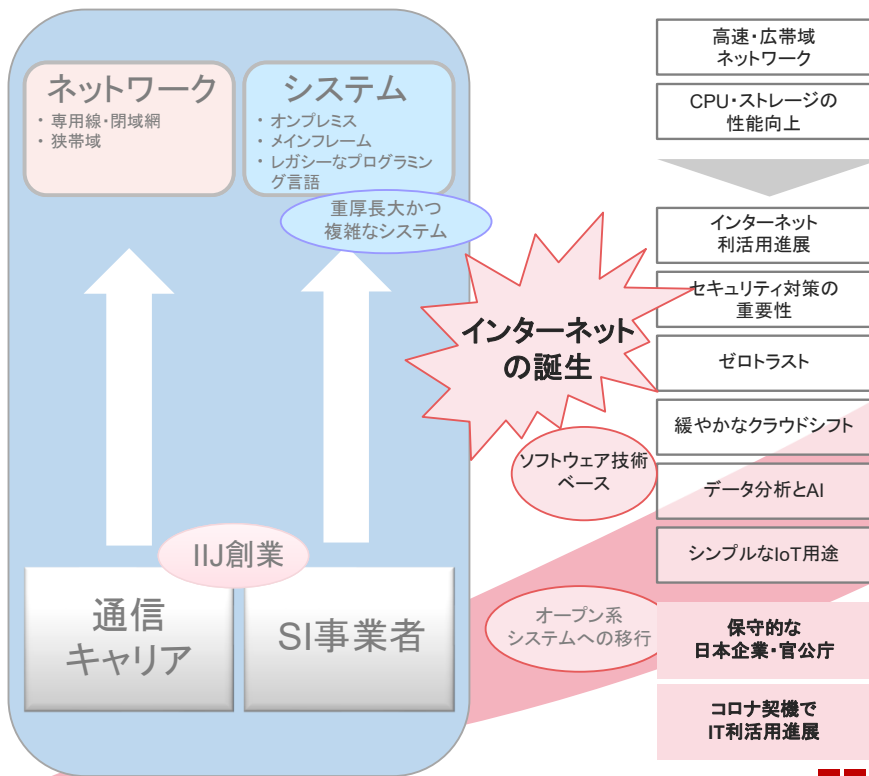 ネットワーク
・ 専用線・閉域網
・ 狭帯域
システム
・ オンプレミス
・ メインフレーム
・ レガシーなプログラミン
グ言語
重厚長大かつ
複雑なシステム
インターネット
の誕生
ソフトウェア技術
ベース
IIJ創業
通信
キャリア
SI事業者
オープン系
システムへの移行
高速・広帯域
ネットワーク
CPU・ストレージの
性能向上
インターネット
利活用進展
セキュリティ対策の
重要性
ゼロトラスト
緩やかなクラウドシフト
データ分析とAI
シンプルなIoT用途
保守的な
日本企業・官公庁
コロナ契機で
IT利活用進展